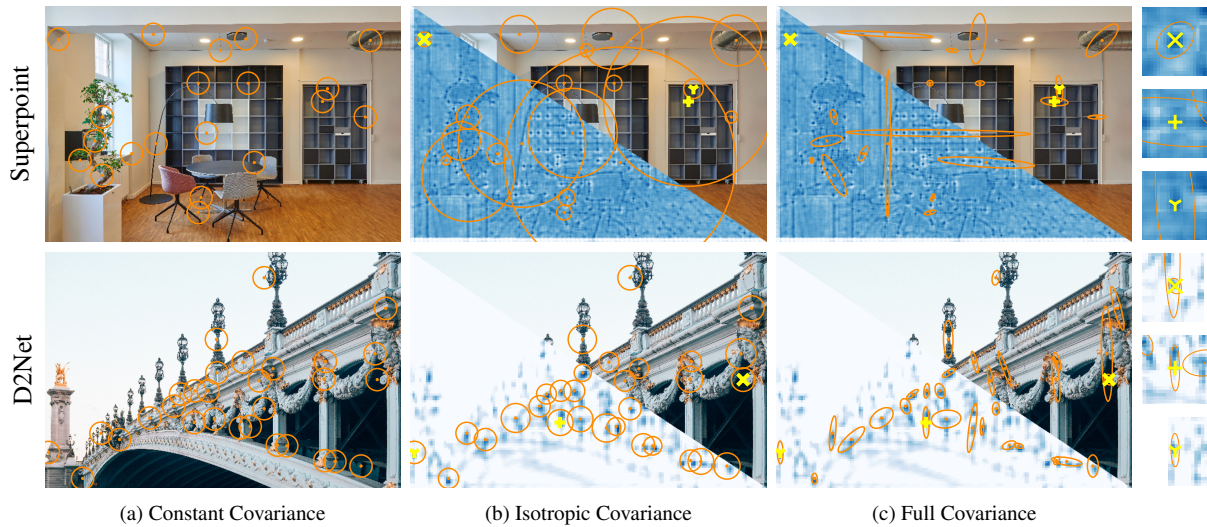 Superpoint
D2Net
(a) Constant Covariance
(b) Isotropic Covariance
(c) Full Covariance